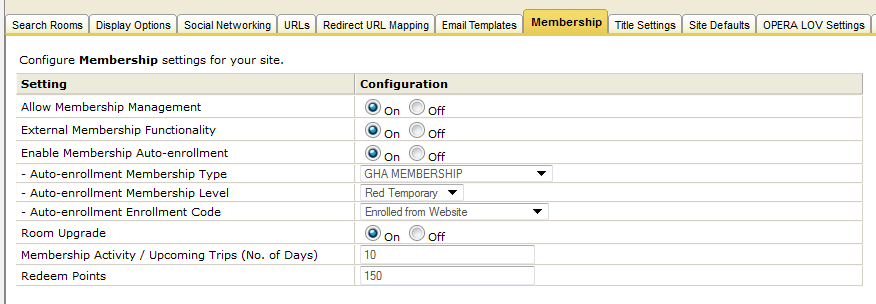 Search Rooms Display Options Social Networking URLs Redirect URL Mapping Email Templates Membership Title Settings Site Defaults OPERA LOV Settings
Configure Membership settings for your site.
Setting Configuration
Allow Membership Management On Off
External Membership Functionality On Off
Enable Membership Auto-enrollment On Off
- Auto-enrollment Membership Type GHA MEMBERSHIP
- Auto-enrollment Membership Level Red Temporary
- Auto-enrollment Enrollment Code Enrolled from Website
Room Upgrade On Off
Membership Activity / Upcoming Trips (No. of Days) 10
Redeem Points 150